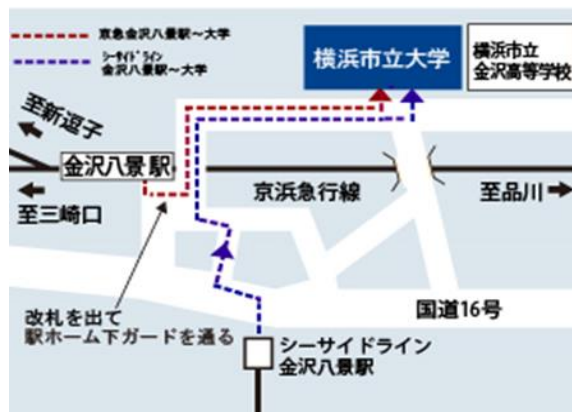 京急金沢八景駅〜大学
シーサイドライン
金沢八景駅〜大学
横浜市立大学
横浜市立
金沢高等学校
至新逗子
金沢八景駅
京浜急行線
至品川
至三崎口
改札を出て
駅ホーム下ガードを通る
国道16号
シーサイドライン
金沢八景駅